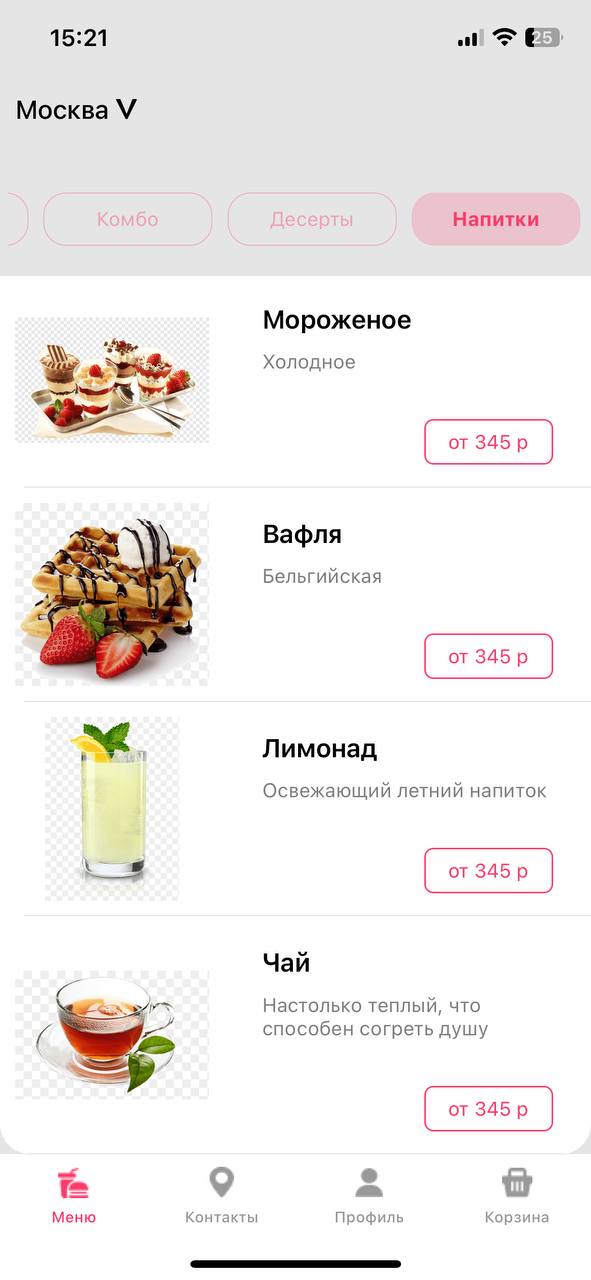 15:21
25
Москва V
Комбо
Десерты
Напитки
Мороженое
Холодное
от 345 р
Вафля
Бельгийская
от 345 р
Лимонад
Освежающий летний напиток
от 345 р
Чай
Настолько теплый, что
способен согреть душу
от 345 р
Меню
Контакты
Профиль
Корзина